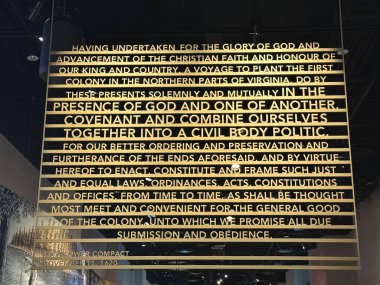 HAVING UNDERTAKEN FOR THE GLORY OF GOD AND
ADVANCEMENT OF THE CHRISTIAN FAITH AND HONOUR OF
OUR KING AND COUNTRY, A VOYAGE TO PLANT THE FIRST
COLONY IN THE NORTHERN PARTS OF VIRGINIA, DO BY
THESE PRESENTS SOLEMNLY AND MUTUALLY IN THE
PRESENCE OF GOD AND ONE OF ANOTHER,
COVENANT AND COMBINE OURSELVES
TOGETHER INTO A CIVIL BODY POLITIC,
FOR OUR BETTER ORDERING AND PRESERVATION AND
FURTHERANCE OF THE ENDS AFORESAID, AND BY VIRTUE
HEREOF TO ENACT, CONSTITUTE AND FRAME SUCH JUST
AND EQUAL LAWS, ORDINANCES, ACTS, CONSTITUTIONS
AND OFFICES, FROM TIME TO TIME, AS SHALL BE THOUGHT
MOST MEET AND CONVENIENT FOR THE GENERAL GOOD
OF THE COLONY, UNTO WHICH WE PROMISE ALL DUE
SUBMISSION AND OBEDIENCE.
COMPACT
11, 1620